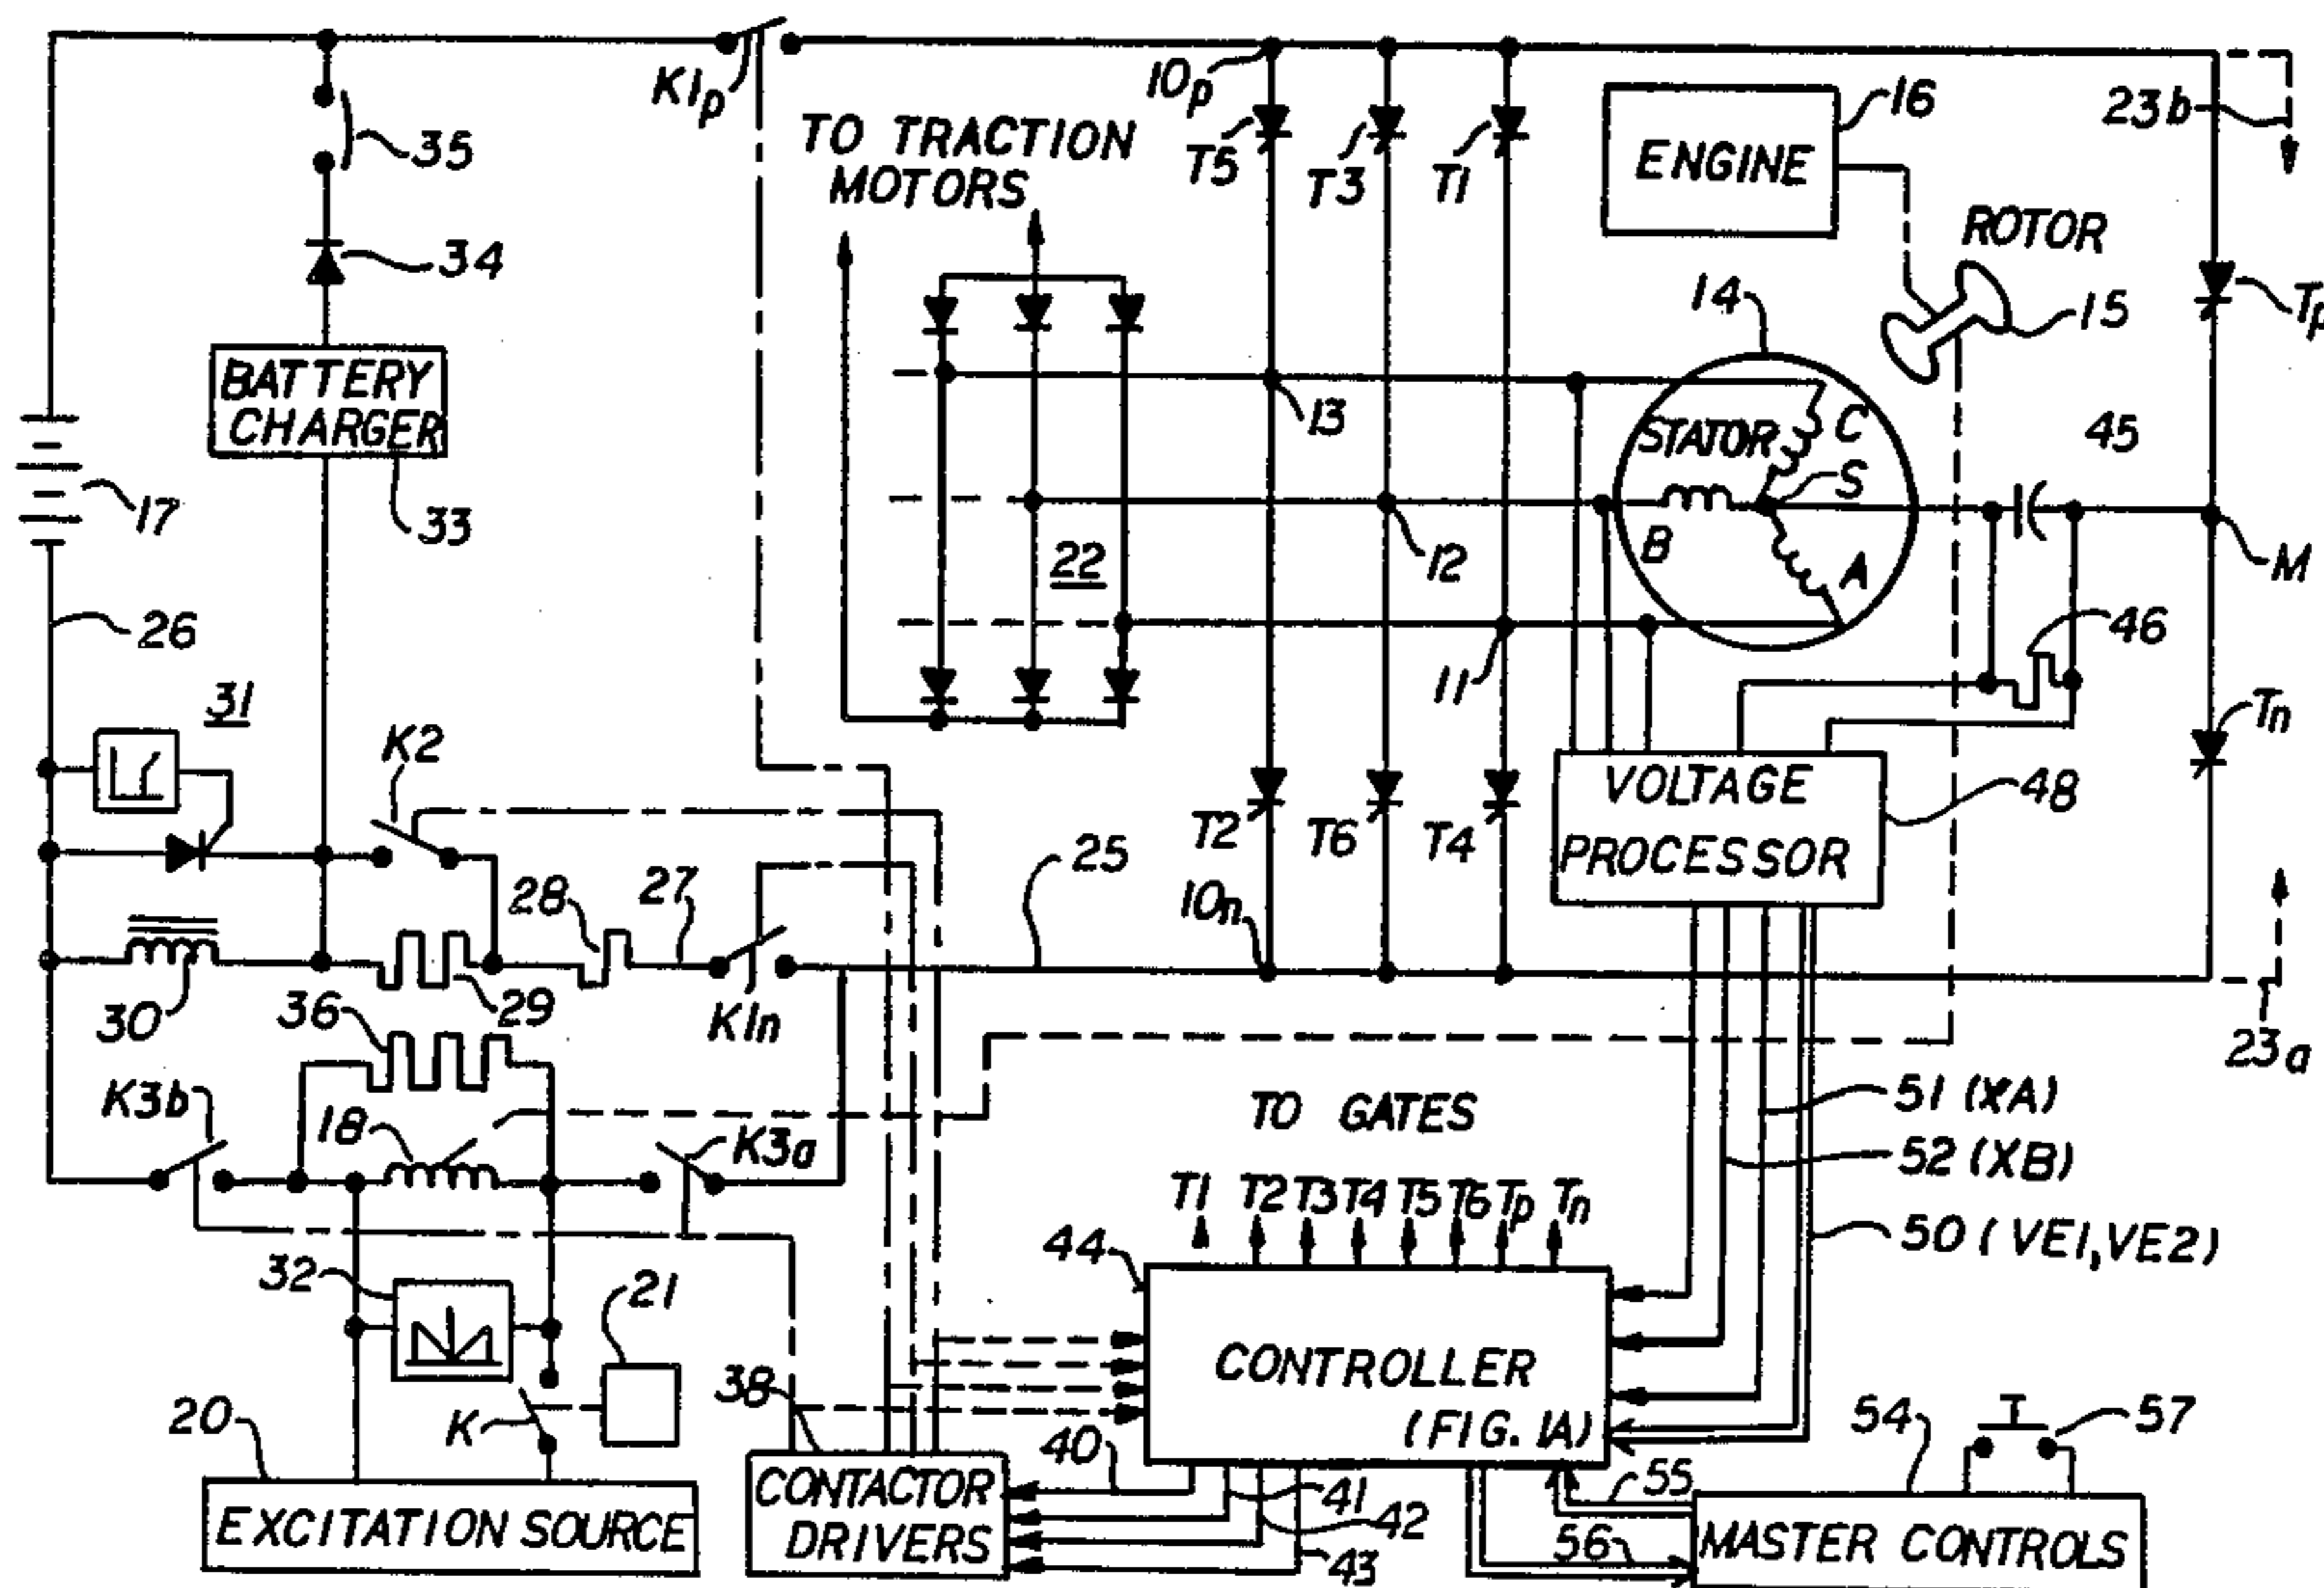 K1p
10p
TO TRACTION
MOTORS
T5
T3
T1
ENGINE
16
23b
35
34
ROTOR
14
15
Tp
BATTERY
CHARGER
33
17
13
STATOR
C
S
45
B
A
12
22
M
11
46
26
31
K2
Tn
T2
T6
T4
VOLTAGE
PROCESSOR
48
25
28
27
10n
30
29
36
K1n
23a
K3b
18
K3a
TO GATES
51 (XA)
52 (XB)
50 (VE1, VE2)
T1 T2 T3 T4 T5 T6 Tp Tn
44
32
21
CONTROLLER
(FIG. 1A)
38
20
K
40
54
57
EXCITATION SOURCE
CONTACTOR
DRIVERS
41
42
43
55
56
MASTER CONTROLS